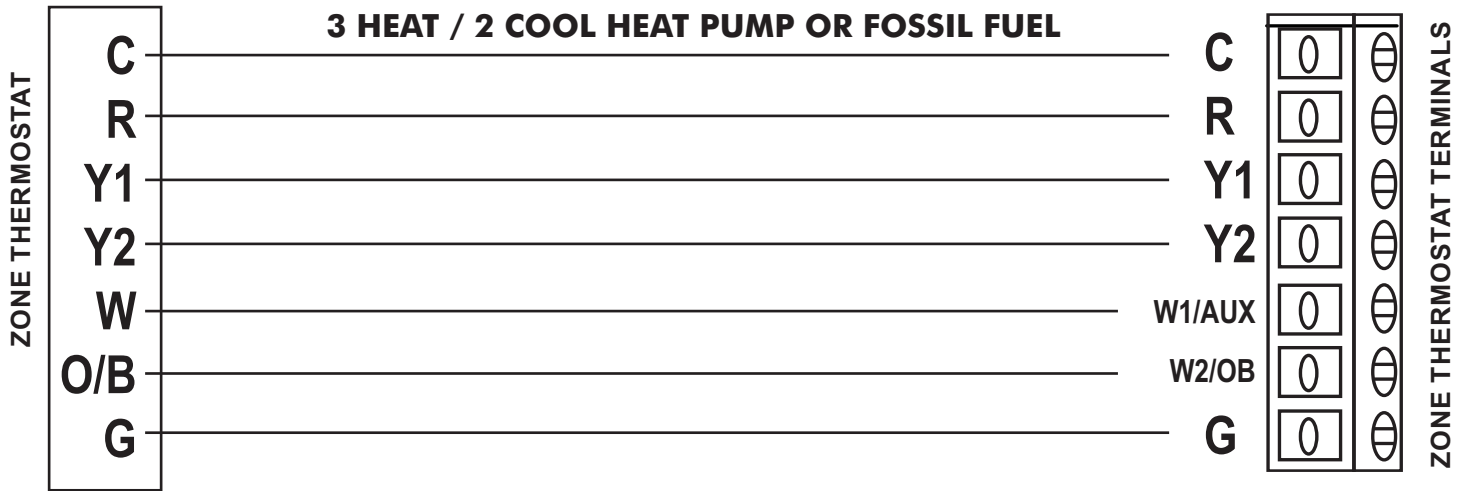 3 HEAT / 2 COOL HEAT PUMP OR FOSSIL FUEL
ZONE THERMOSTAT
C
R
Y1
Y2
W
O/B
G
C
R
Y1
Y2
W1/AUX
W2/OB
G
ZONE THERMOSTAT TERMINALS